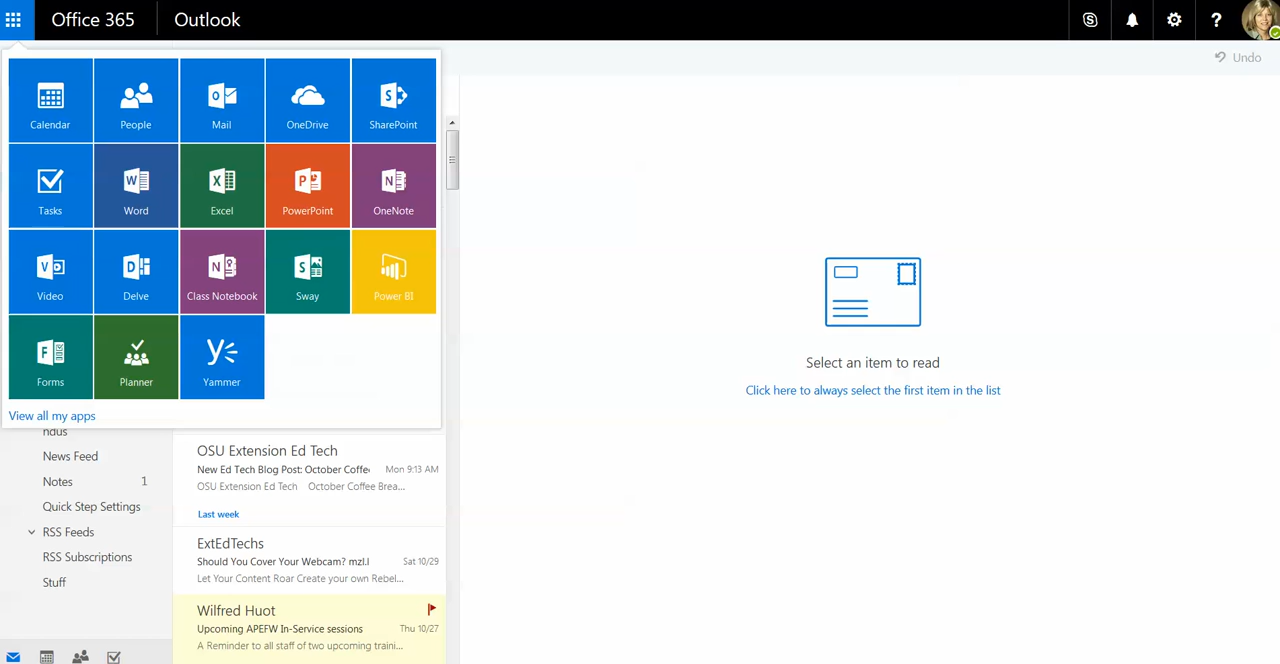 Office 365 Outlook
Undo
Calendar People Mail OneDrive SharePoint
Tasks Word Excel PowerPoint OneNote
Video Delve Class Notebook Sway Power BI
Forms Planner Yammer
View all my apps
News Feed
Notes 1
Quick Step Settings
RSS Feeds
RSS Subscriptions
Stuff
OSU Extension Ed Tech
New Ed Tech Blog Post: October Coffe Mon 9:13 AM
OSU Extension Ed Tech October Coffee Brea...
Last week
ExtEdTechs
Should You Cover Your Webcam? mzl.l Sat 10/29
Let Your Content Roar Create your own Rebel...
Wilfred Huot
Upcoming APEFW In-Service sessions Thu 10/27
A Reminder to all staff of two upcoming traini...
Select an item to read
Click here to always select the first item in the list